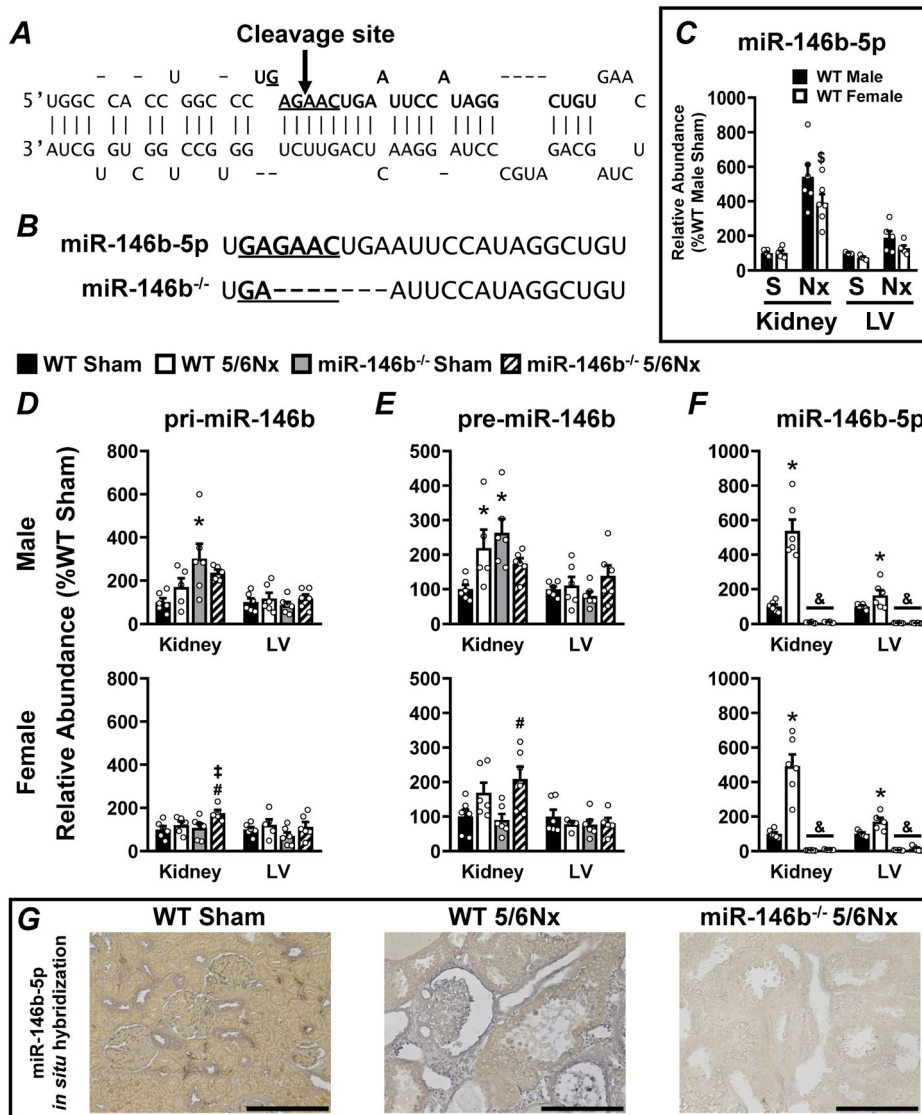 A
Cleavage site
- - U - UG A A ---- GAA
5'UGGC CA CC GGC CC AGAACUGA UUCC UAGG CUGU C
3'AUCG GU GG CCG GG UCUUGACU AAGG AUCC GACG U
U C U U -- C - CGUA AUC
B
miR-146b-5p UGAGAACUGAAUUCCAUAGGCUGU
miR-146b-/- UGA-------AUUCCAUAGGCUGU
C
miR-146b-5p
WT Male
WT Female
Relative Abundance
(%WT Male Sham)
1000
800
600
400
200
0
$
S Nx S Nx
Kidney LV
WT Sham WT 5/6Nx miR-146b-/- Sham miR-146b-/- 5/6Nx
Relative Abundance (%WT Sham)
Male
Female
D
pri-miR-146b
800
600
400
200
0
*
Kidney LV
800
600
400
200
0
‡
#
Kidney LV
E
pre-miR-146b
500
400
300
200
100
0
* *
Kidney LV
500
400
300
200
100
0
#
Kidney LV
F
miR-146b-5p
1000
800
600
400
200
0
* & * &
Kidney LV
1000
800
600
400
200
0
* & * &
Kidney LV
G
WT Sham WT 5/6Nx miR-146b-/- 5/6Nx
miR-146b-5p
in situ hybridization